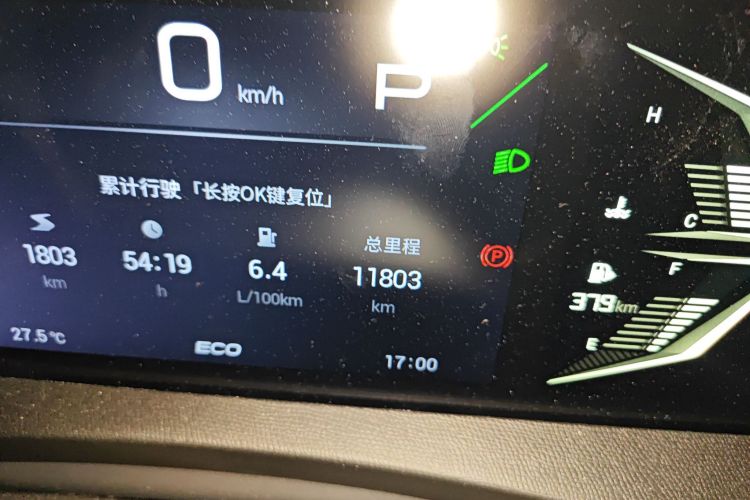 0 km/h P
H
累计行驶「长按OK键复位」
C
总里程
1803 54:19 6.4 11803
km h L/100km km
F
379km
E
27.5℃ ECO 17:00